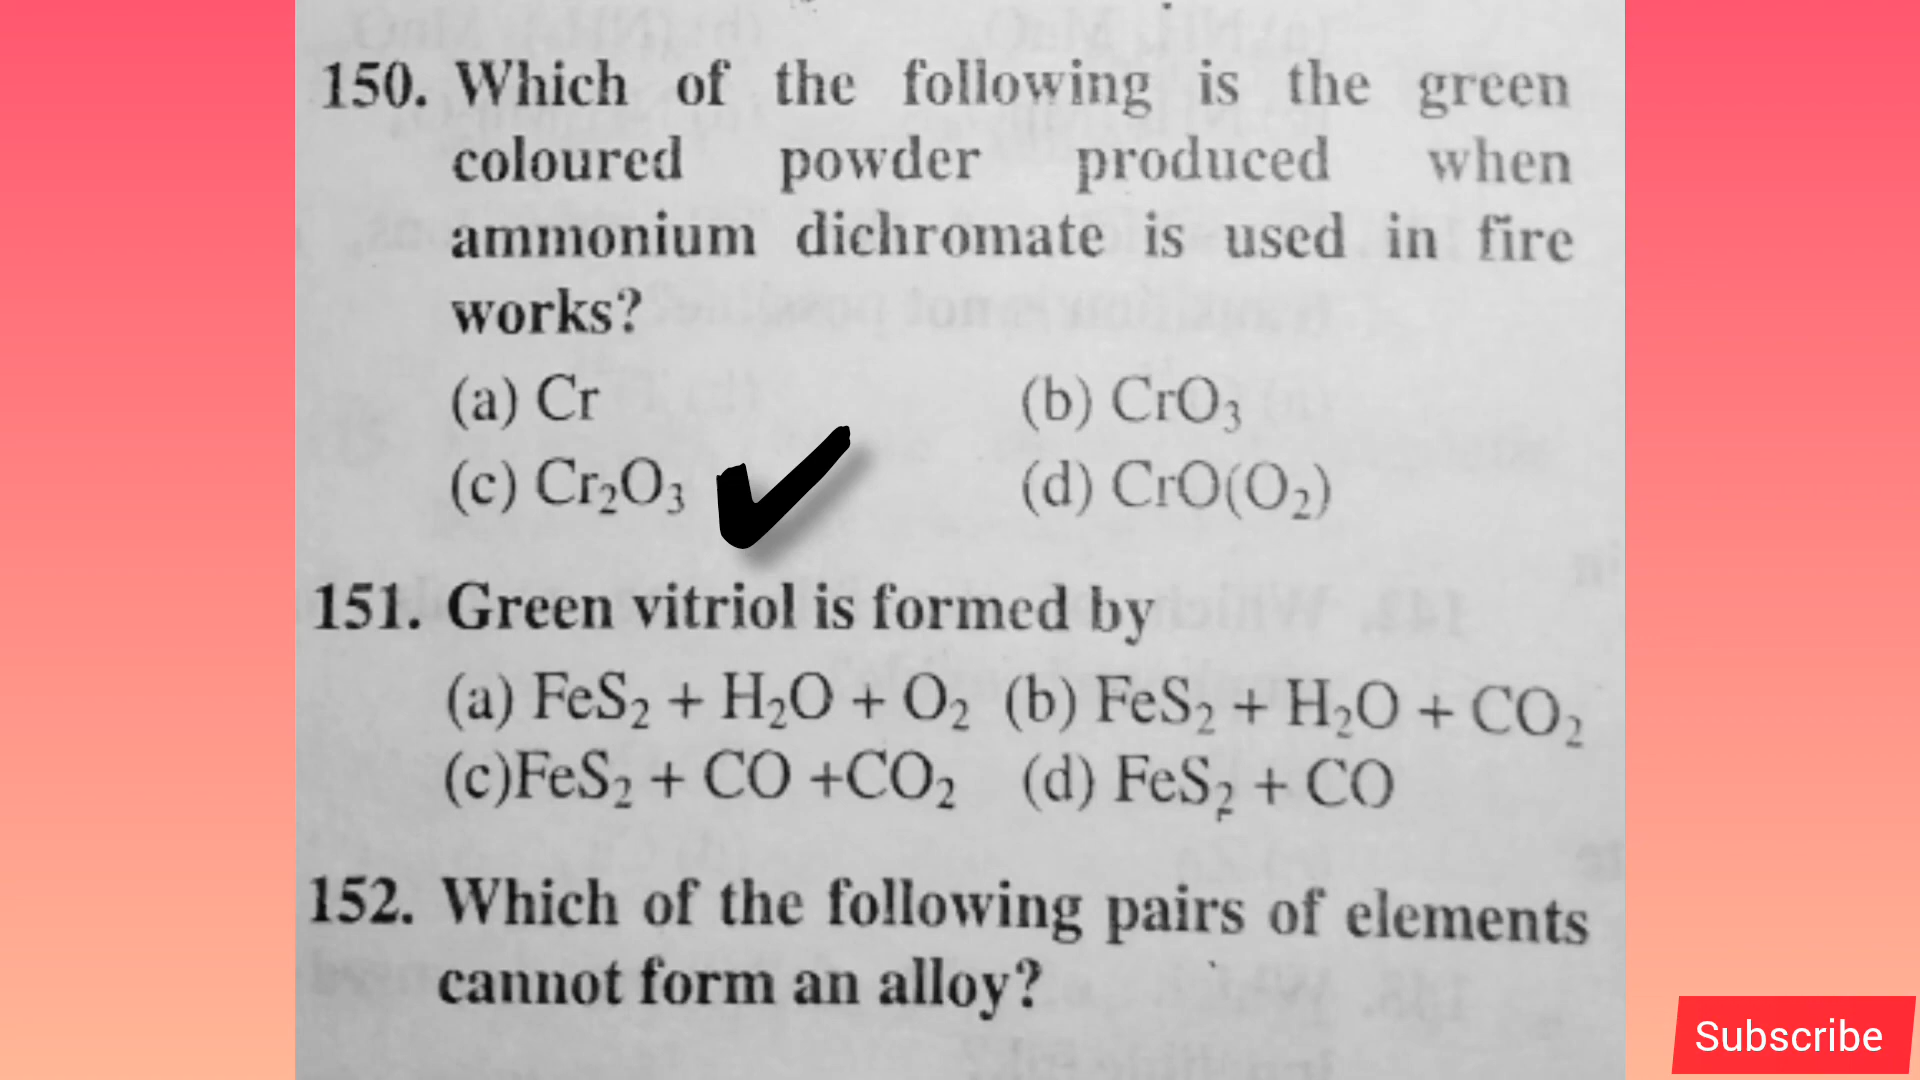 150. Which of the following is the green
coloured powder produced when
ammonium dichromate is used in fire
works?
(a) Cr (b) CrO₃
(c) Cr₂O₃ (d) CrO(O₂)
151. Green vitriol is formed by
(a) FeS₂ + H₂O + O₂ (b) FeS₂ + H₂O + CO₂
(c)FeS₂ + CO +CO₂ (d) FeS₂ + CO
152. Which of the following pairs of elements
cannot form an alloy?
Subscribe